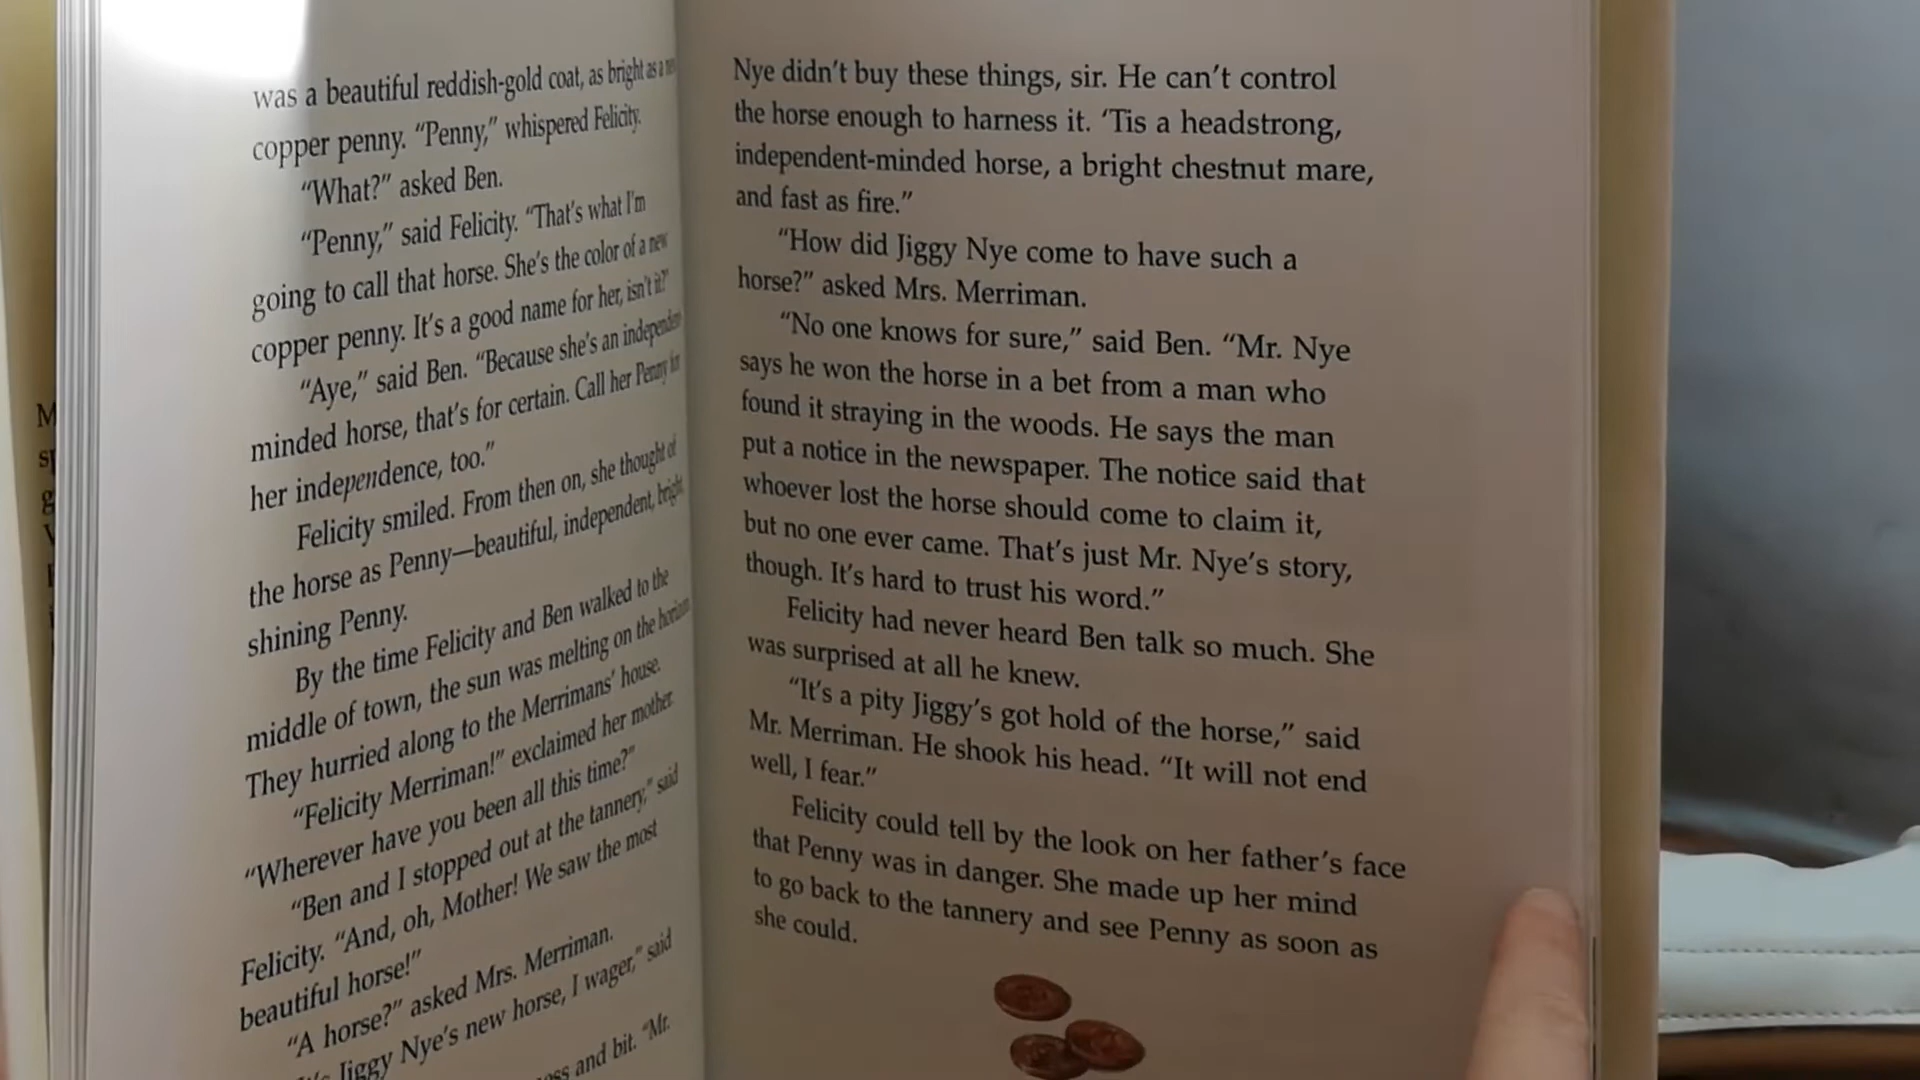 was a beautiful reddish-gold coat, as bright as a
copper penny. “Penny,” whispered Felicity.
“What?” asked Ben.
“Penny,” said Felicity. “That’s what I’m
going to call that horse. She’s the color of a new
copper penny. It’s a good name for her, isn’t it?”
“Aye,” said Ben. “Because she’s an independent-
minded horse, that’s for certain. Call her Penny for
her independence, too.”
Felicity smiled. From then on, she thought of
the horse as Penny—beautiful, independent, bright
shining Penny.
By the time Felicity and Ben walked to the
middle of town, the sun was melting on the horizon.
They hurried along to the Merrimans’ house.
“Felicity Merriman!” exclaimed her mother.
“Wherever have you been all this time?”
“Ben and I stopped out at the tannery,” said
Felicity. “And, oh, Mother! We saw the most
beautiful horse!”
“A horse?” asked Mrs. Merriman.
Jiggy Nye’s new horse, I wager,” said
and bit. “Mr.
Nye didn’t buy these things, sir. He can’t control
the horse enough to harness it. ‘Tis a headstrong,
independent-minded horse, a bright chestnut mare,
and fast as fire.”
“How did Jiggy Nye come to have such a
horse?” asked Mrs. Merriman.
“No one knows for sure,” said Ben. “Mr. Nye
says he won the horse in a bet from a man who
found it straying in the woods. He says the man
put a notice in the newspaper. The notice said that
whoever lost the horse should come to claim it,
but no one ever came. That’s just Mr. Nye’s story,
though. It’s hard to trust his word.”
Felicity had never heard Ben talk so much. She
was surprised at all he knew.
“It’s a pity Jiggy’s got hold of the horse,” said
Mr. Merriman. He shook his head. “It will not end
well, I fear.”
Felicity could tell by the look on her father’s face
that Penny was in danger. She made up her mind
to go back to the tannery and see Penny as soon as
she could.